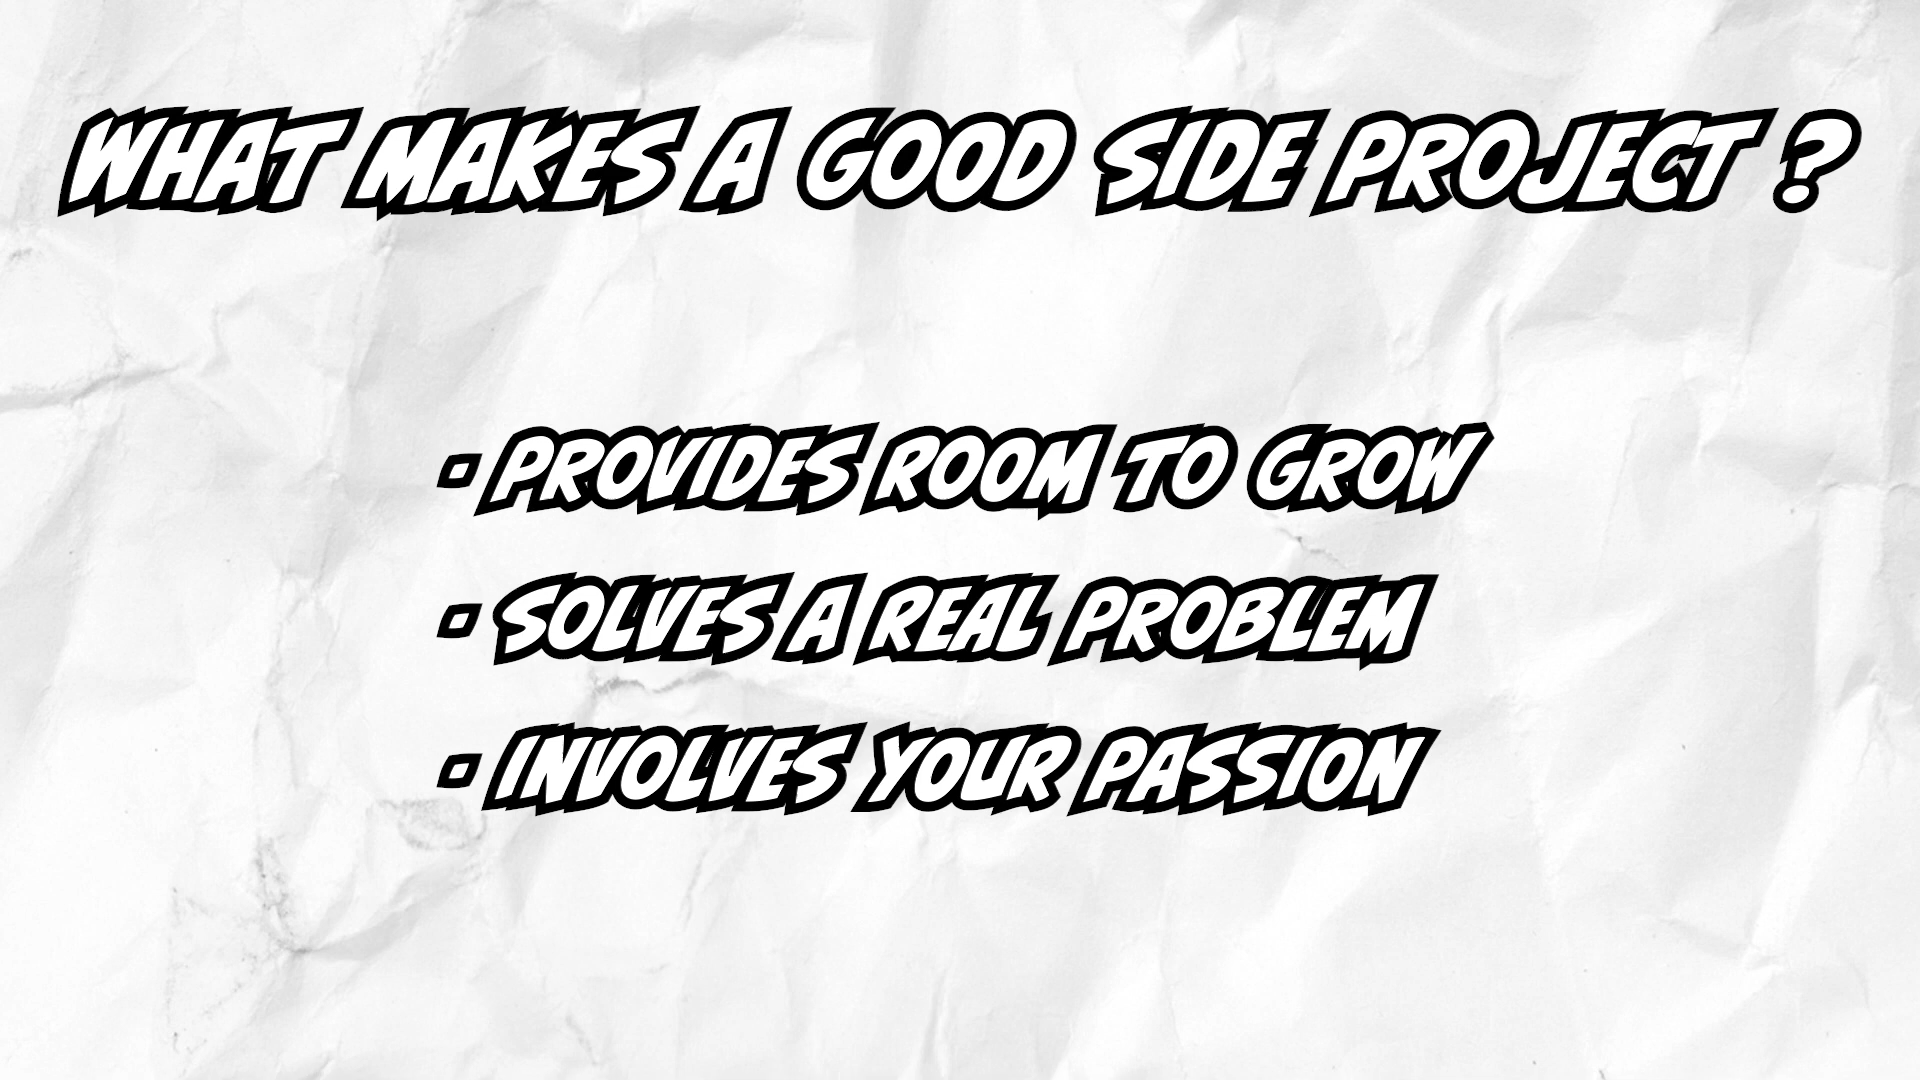 WHAT MAKES A GOOD SIDE PROJECT ?
- PROVIDES ROOM TO GROW
- SOLVES A REAL PROBLEM
- INVOLVES YOUR PASSION